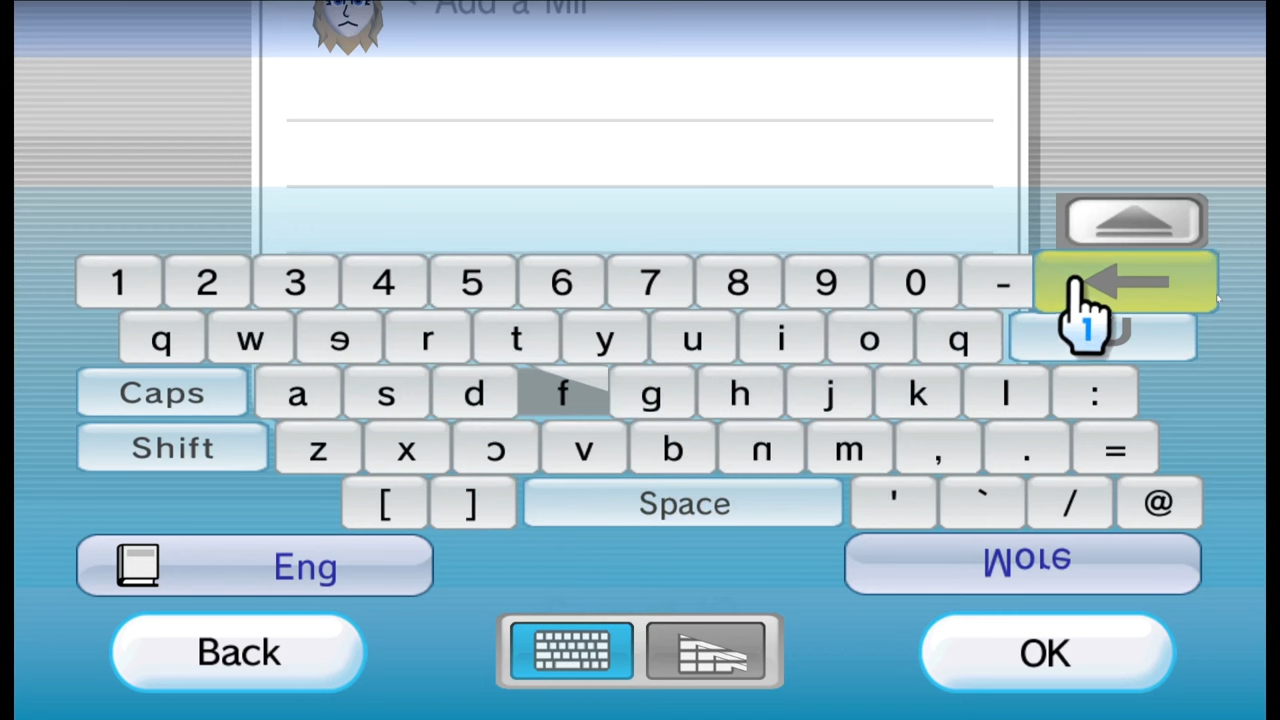 Add a Mii
1 2 3 4 5 6 7 8 9 0 -
q w ɘ r t y u i o q
Caps a s d f g h j k l :
Shift z x ɔ v b n m , . =
[ ] Space ' ` / @
Eng More
Back OK
1